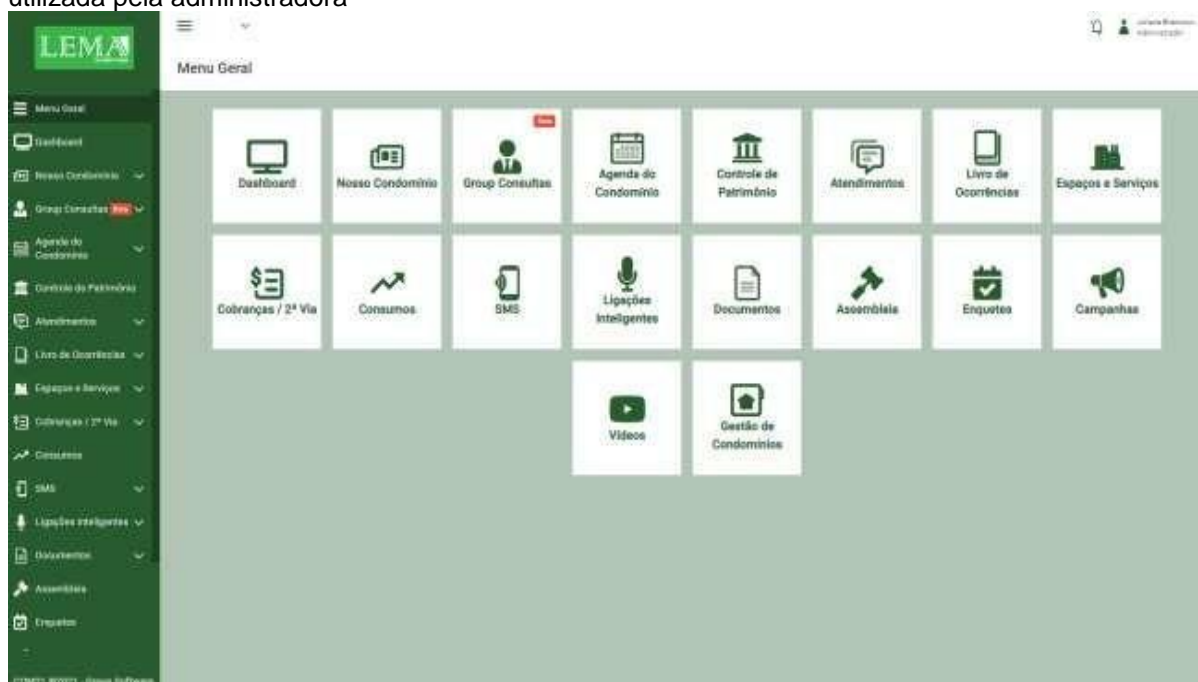 utilizada pela administradora
LEMA
Menu Geral
Menu Geral
Dashboard
Nosso Condomínio
Group Consultas
Agenda do
Condomínio
Controle de Patrimônio
Atendimentos
Livro de Ocorrências
Espaços e Serviços
Cobranças / 2ª Via
Consumos
SMS
Ligações Inteligentes
Documentos
Assembleia
Enquetes
Dashboard
Nosso Condomínio
Group Consultas
Agenda do
Condomínio
Controle de
Patrimônio
Atendimentos
Livro de
Ocorrências
Espaços e Serviços
Cobranças / 2ª Via
Consumos
SMS
Ligações
Inteligentes
Documentos
Assembleia
Enquetes
Campanhas
Vídeos
Gestão de
Condomínios